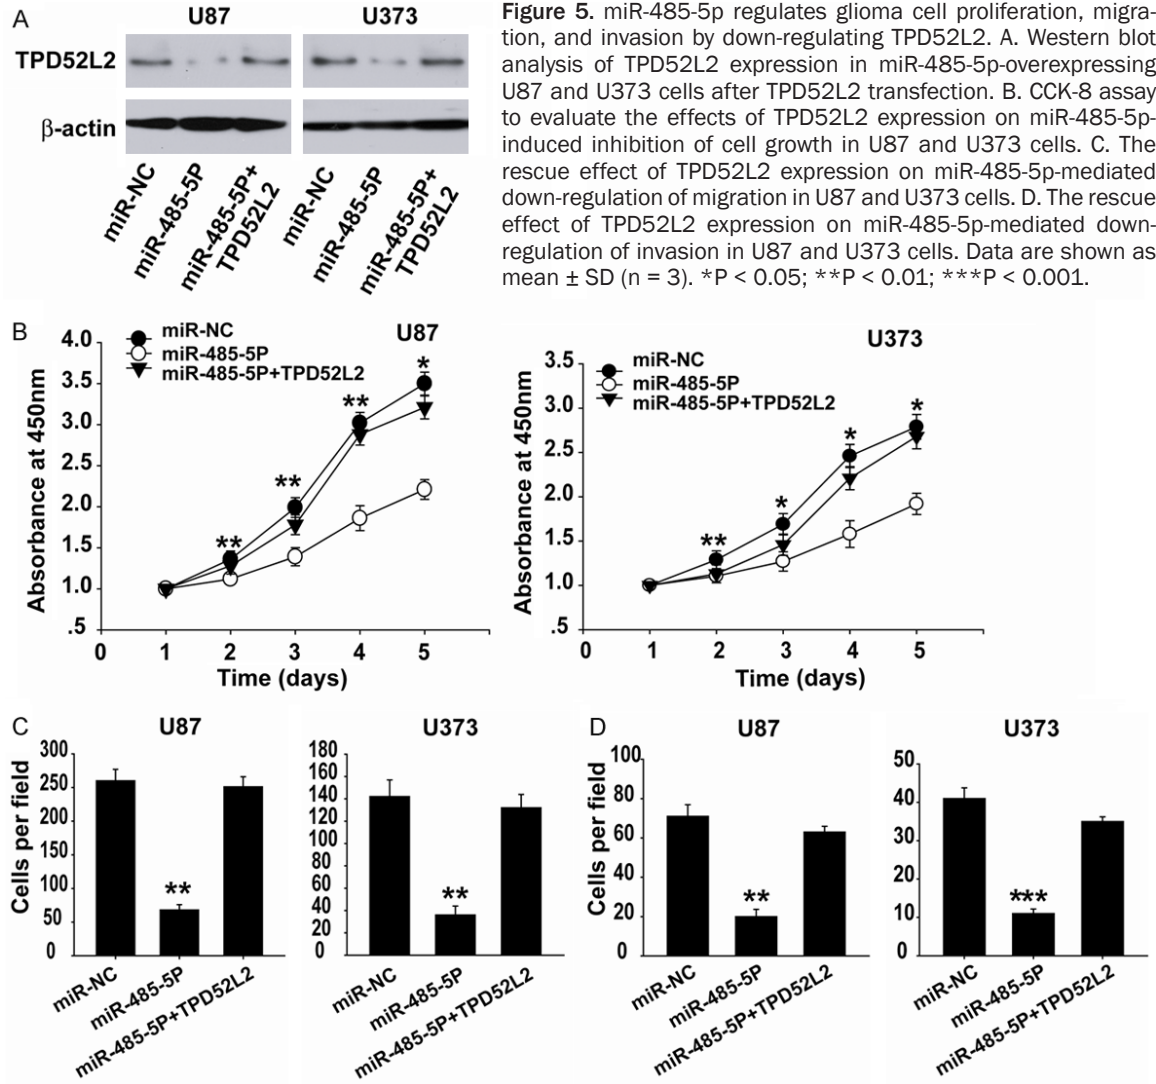 A
U87
U373
TPD52L2
β-actin
miR-NC
miR-485-5P
miR-485-5P+
TPD52L2
miR-NC
miR-485-5P
miR-485-5P+
TPD52L2
Figure 5. miR-485-5p regulates glioma cell proliferation, migra-
tion, and invasion by down-regulating TPD52L2. A. Western blot
analysis of TPD52L2 expression in miR-485-5p-overexpressing
U87 and U373 cells after TPD52L2 transfection. B. CCK-8 assay
to evaluate the effects of TPD52L2 expression on miR-485-5p-
induced inhibition of cell growth in U87 and U373 cells. C. The
rescue effect of TPD52L2 expression on miR-485-5p-mediated
down-regulation of migration in U87 and U373 cells. D. The rescue
effect of TPD52L2 expression on miR-485-5p-mediated down-
regulation of invasion in U87 and U373 cells. Data are shown as
mean ± SD (n = 3). *P < 0.05; **P < 0.01; ***P < 0.001.
B
U87
miR-NC
miR-485-5P
miR-485-5P+TPD52L2
Absorbance at 450nm
4.0
3.5
3.0
2.5
2.0
1.5
1.0
.5
**
**
**
*
0 1 2 3 4 5
Time (days)
U373
miR-NC
miR-485-5P
miR-485-5P+TPD52L2
Absorbance at 450nm
3.5
3.0
2.5
2.0
1.5
1.0
.5
**
*
*
*
0 1 2 3 4 5
Time (days)
C
U87
Cells per field
300
250
200
150
100
50
0
**
miR-NC
miR-485-5P
miR-485-5P+TPD52L2
U373
180
160
140
120
100
80
60
40
20
0
**
miR-NC
miR-485-5P
miR-485-5P+TPD52L2
D
U87
Cells per field
100
80
60
40
20
0
**
miR-NC
miR-485-5P
miR-485-5P+TPD52L2
U373
50
40
30
20
10
0
***
miR-NC
miR-485-5P
miR-485-5P+TPD52L2